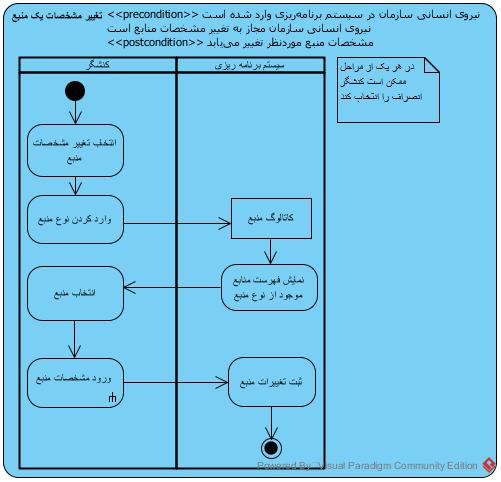 تغییر مشخصات یک منبع
<<precondition>> نیروی انسانی سازمان در سیستم برنامه‌ریزی وارد شده است
نیروی انسانی سازمان مجاز به تغییر مشخصات منابع است
<<postcondition>> مشخصات منبع موردنظر تغییر می‌یابد
کنشگر
سیستم برنامه ریزی
در هر یک از مراحل
ممکن است کنشگر
انصراف را انتخاب کند
انتخاب تغییر مشخصات
منبع
وارد کردن نوع منبع
کاتالوگ منبع
نمایش فهرست منابع
موجود از نوع منبع
انتخاب منبع
ورود مشخصات منبع
ثبت تغییرات منبع
Powered By Visual Paradigm Community Edition